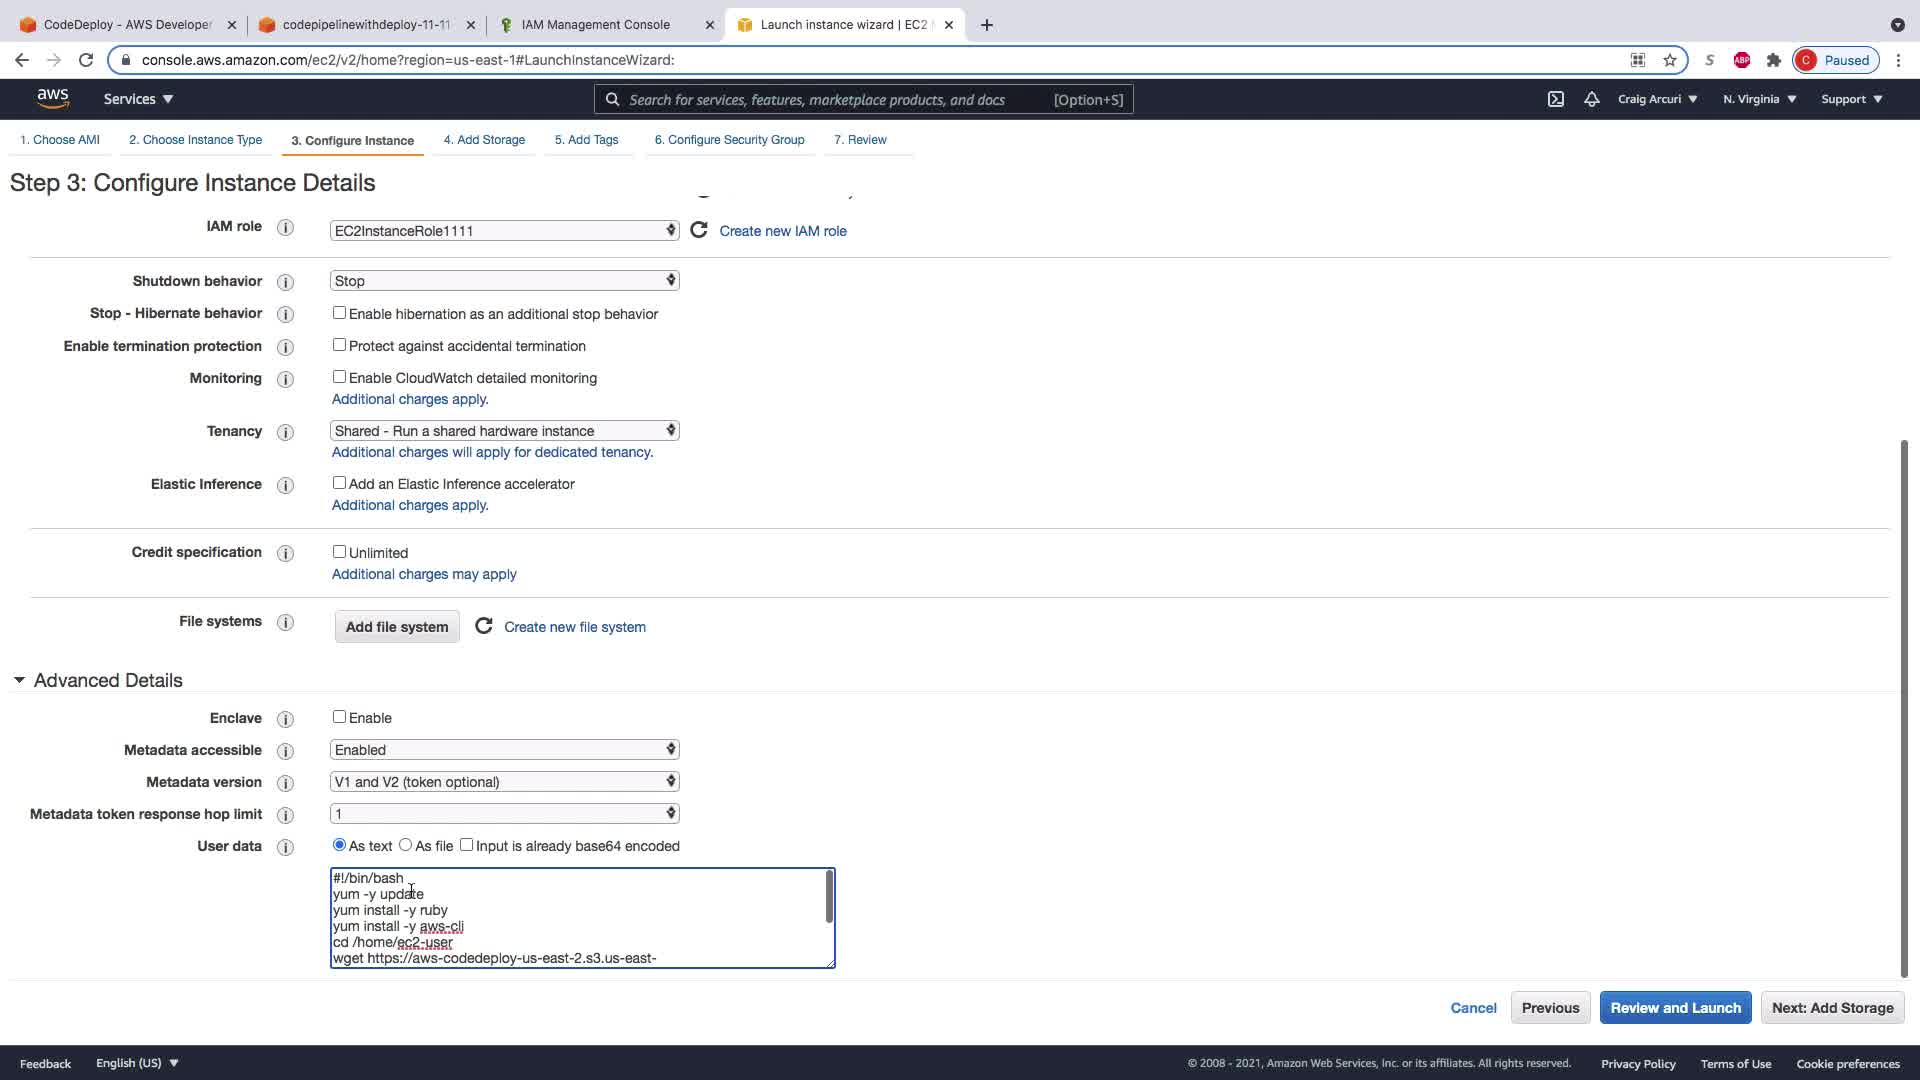 CodeDeploy - AWS Developer
codepipelinewithdeploy-11-11
IAM Management Console
Launch instance wizard | EC2
console.aws.amazon.com/ec2/v2/home?region=us-east-1#LaunchInstanceWizard:
S
ABP
C Paused
aws
Services
Search for services, features, marketplace products, and docs [Option+S]
Craig Arcuri
N. Virginia
Support
1. Choose AMI
2. Choose Instance Type
3. Configure Instance
4. Add Storage
5. Add Tags
6. Configure Security Group
7. Review
Step 3: Configure Instance Details
IAM role i EC2InstanceRole1111 Create new IAM role
Shutdown behavior i Stop
Stop - Hibernate behavior i Enable hibernation as an additional stop behavior
Enable termination protection i Protect against accidental termination
Monitoring i Enable CloudWatch detailed monitoring
Additional charges apply.
Tenancy i Shared - Run a shared hardware instance
Additional charges will apply for dedicated tenancy.
Elastic Inference i Add an Elastic Inference accelerator
Additional charges apply.
Credit specification i Unlimited
Additional charges may apply
File systems i Add file system Create new file system
Advanced Details
Enclave i Enable
Metadata accessible i Enabled
Metadata version i V1 and V2 (token optional)
Metadata token response hop limit i 1
User data i As text As file Input is already base64 encoded
#!/bin/bash
yum -y update
yum install -y ruby
yum install -y aws-cli
cd /home/ec2-user
wget https://aws-codedeploy-us-east-2.s3.us-east-
Cancel Previous Review and Launch Next: Add Storage
Feedback English (US) © 2008 - 2021, Amazon Web Services, Inc. or its affiliates. All rights reserved. Privacy Policy Terms of Use Cookie preferences